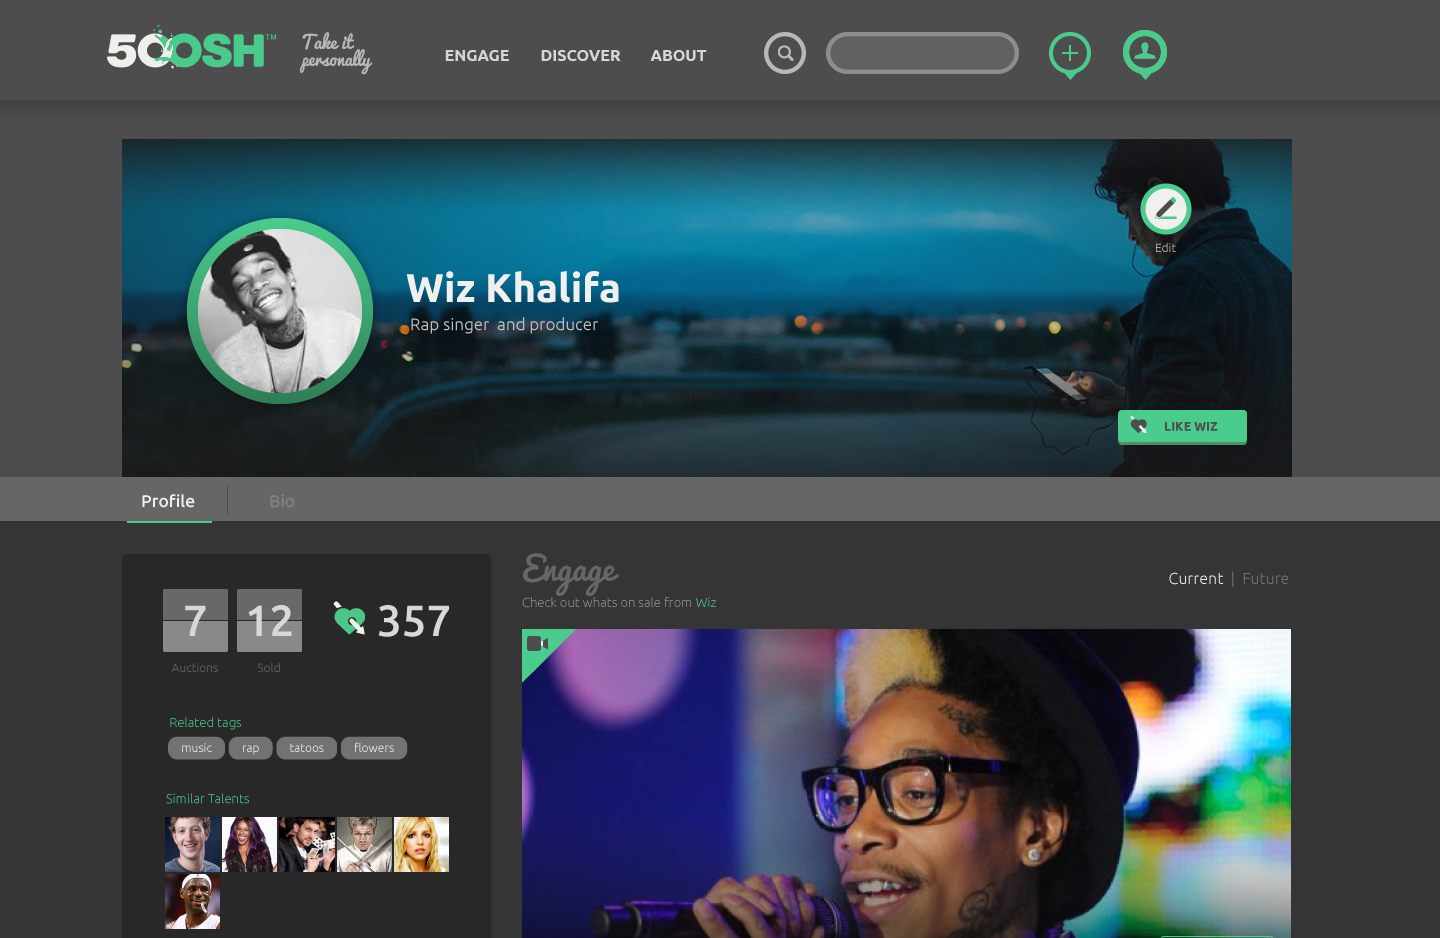 500OSH™
Take it
personally
ENGAGE
DISCOVER
ABOUT
Edit
Wiz Khalifa
Rap singer and producer
LIKE WIZ
Profile
Bio
7
12
357
Auctions
Sold
Related tags
music
rap
tatoos
flowers
Similar Talents
Engage
Check out whats on sale from Wiz
Current | Future